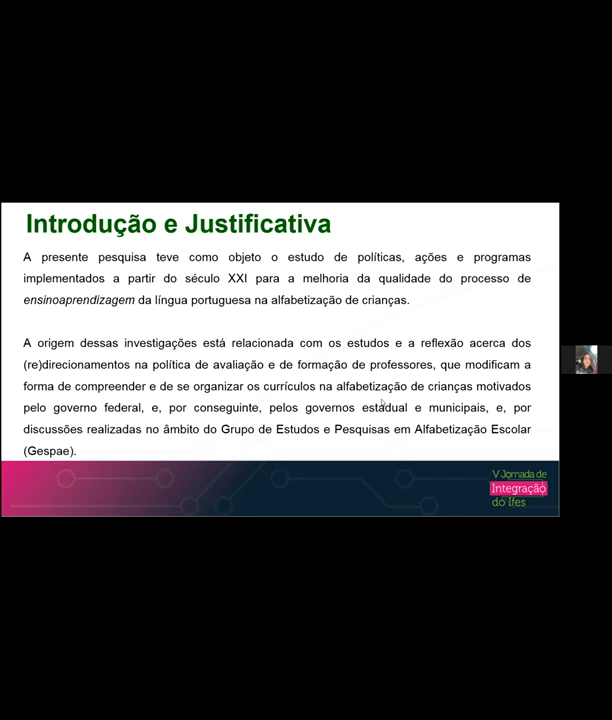 Introdução e Justificativa
A presente pesquisa teve como objeto o estudo de políticas, ações e programas
implementados a partir do século XXI para a melhoria da qualidade do processo de
ensinoaprendizagem da língua portuguesa na alfabetização de crianças.
A origem dessas investigações está relacionada com os estudos e a reflexão acerca dos
(re)direcionamentos na política de avaliação e de formação de professores, que modificam a
forma de compreender e de se organizar os currículos na alfabetização de crianças motivados
pelo governo federal, e, por conseguinte, pelos governos estadual e municipais, e, por
discussões realizadas no âmbito do Grupo de Estudos e Pesquisas em Alfabetização Escolar
(Gespae).
V Jornada de
Integração
do Ifes